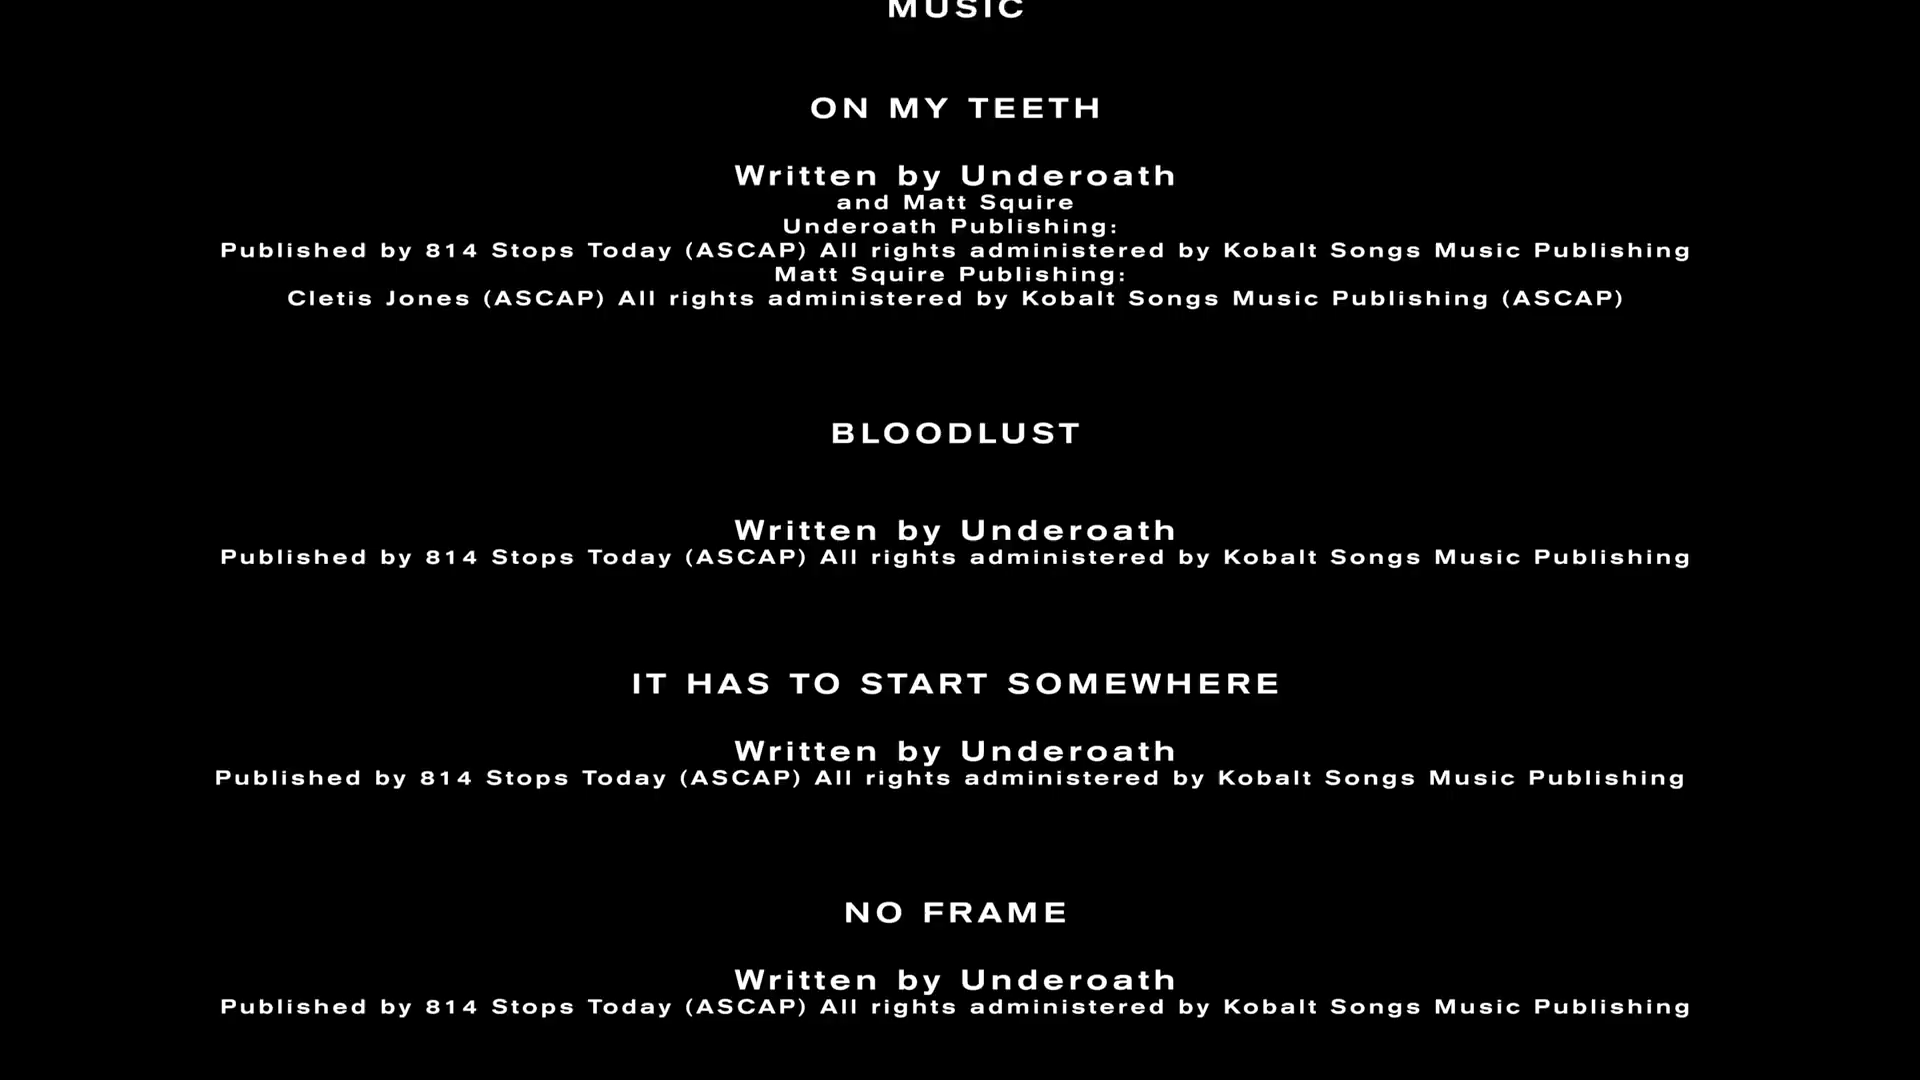 MUSIC
ON MY TEETH
Written by Underoath
and Matt Squire
Underoath Publishing:
Published by 814 Stops Today (ASCAP) All rights administered by Kobalt Songs Music Publishing
Matt Squire Publishing:
Cletis Jones (ASCAP) All rights administered by Kobalt Songs Music Publishing (ASCAP)
BLOODLUST
Written by Underoath
Published by 814 Stops Today (ASCAP) All rights administered by Kobalt Songs Music Publishing
IT HAS TO START SOMEWHERE
Written by Underoath
Published by 814 Stops Today (ASCAP) All rights administered by Kobalt Songs Music Publishing
NO FRAME
Written by Underoath
Published by 814 Stops Today (ASCAP) All rights administered by Kobalt Songs Music Publishing